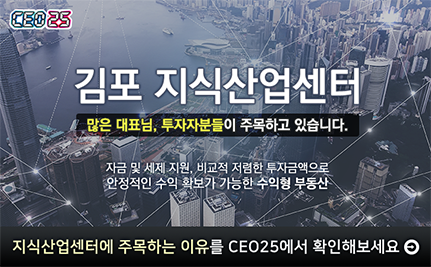 CEO25
김포 지식산업센터
많은 대표님, 투자자분들이 주목하고 있습니다.
자금 및 세제 지원, 비교적 저렴한 투자금액으로
안정적인 수익 확보가 가능한 수익형 부동산
지식산업센터에 주목하는 이유를 CEO25에서 확인해보세요